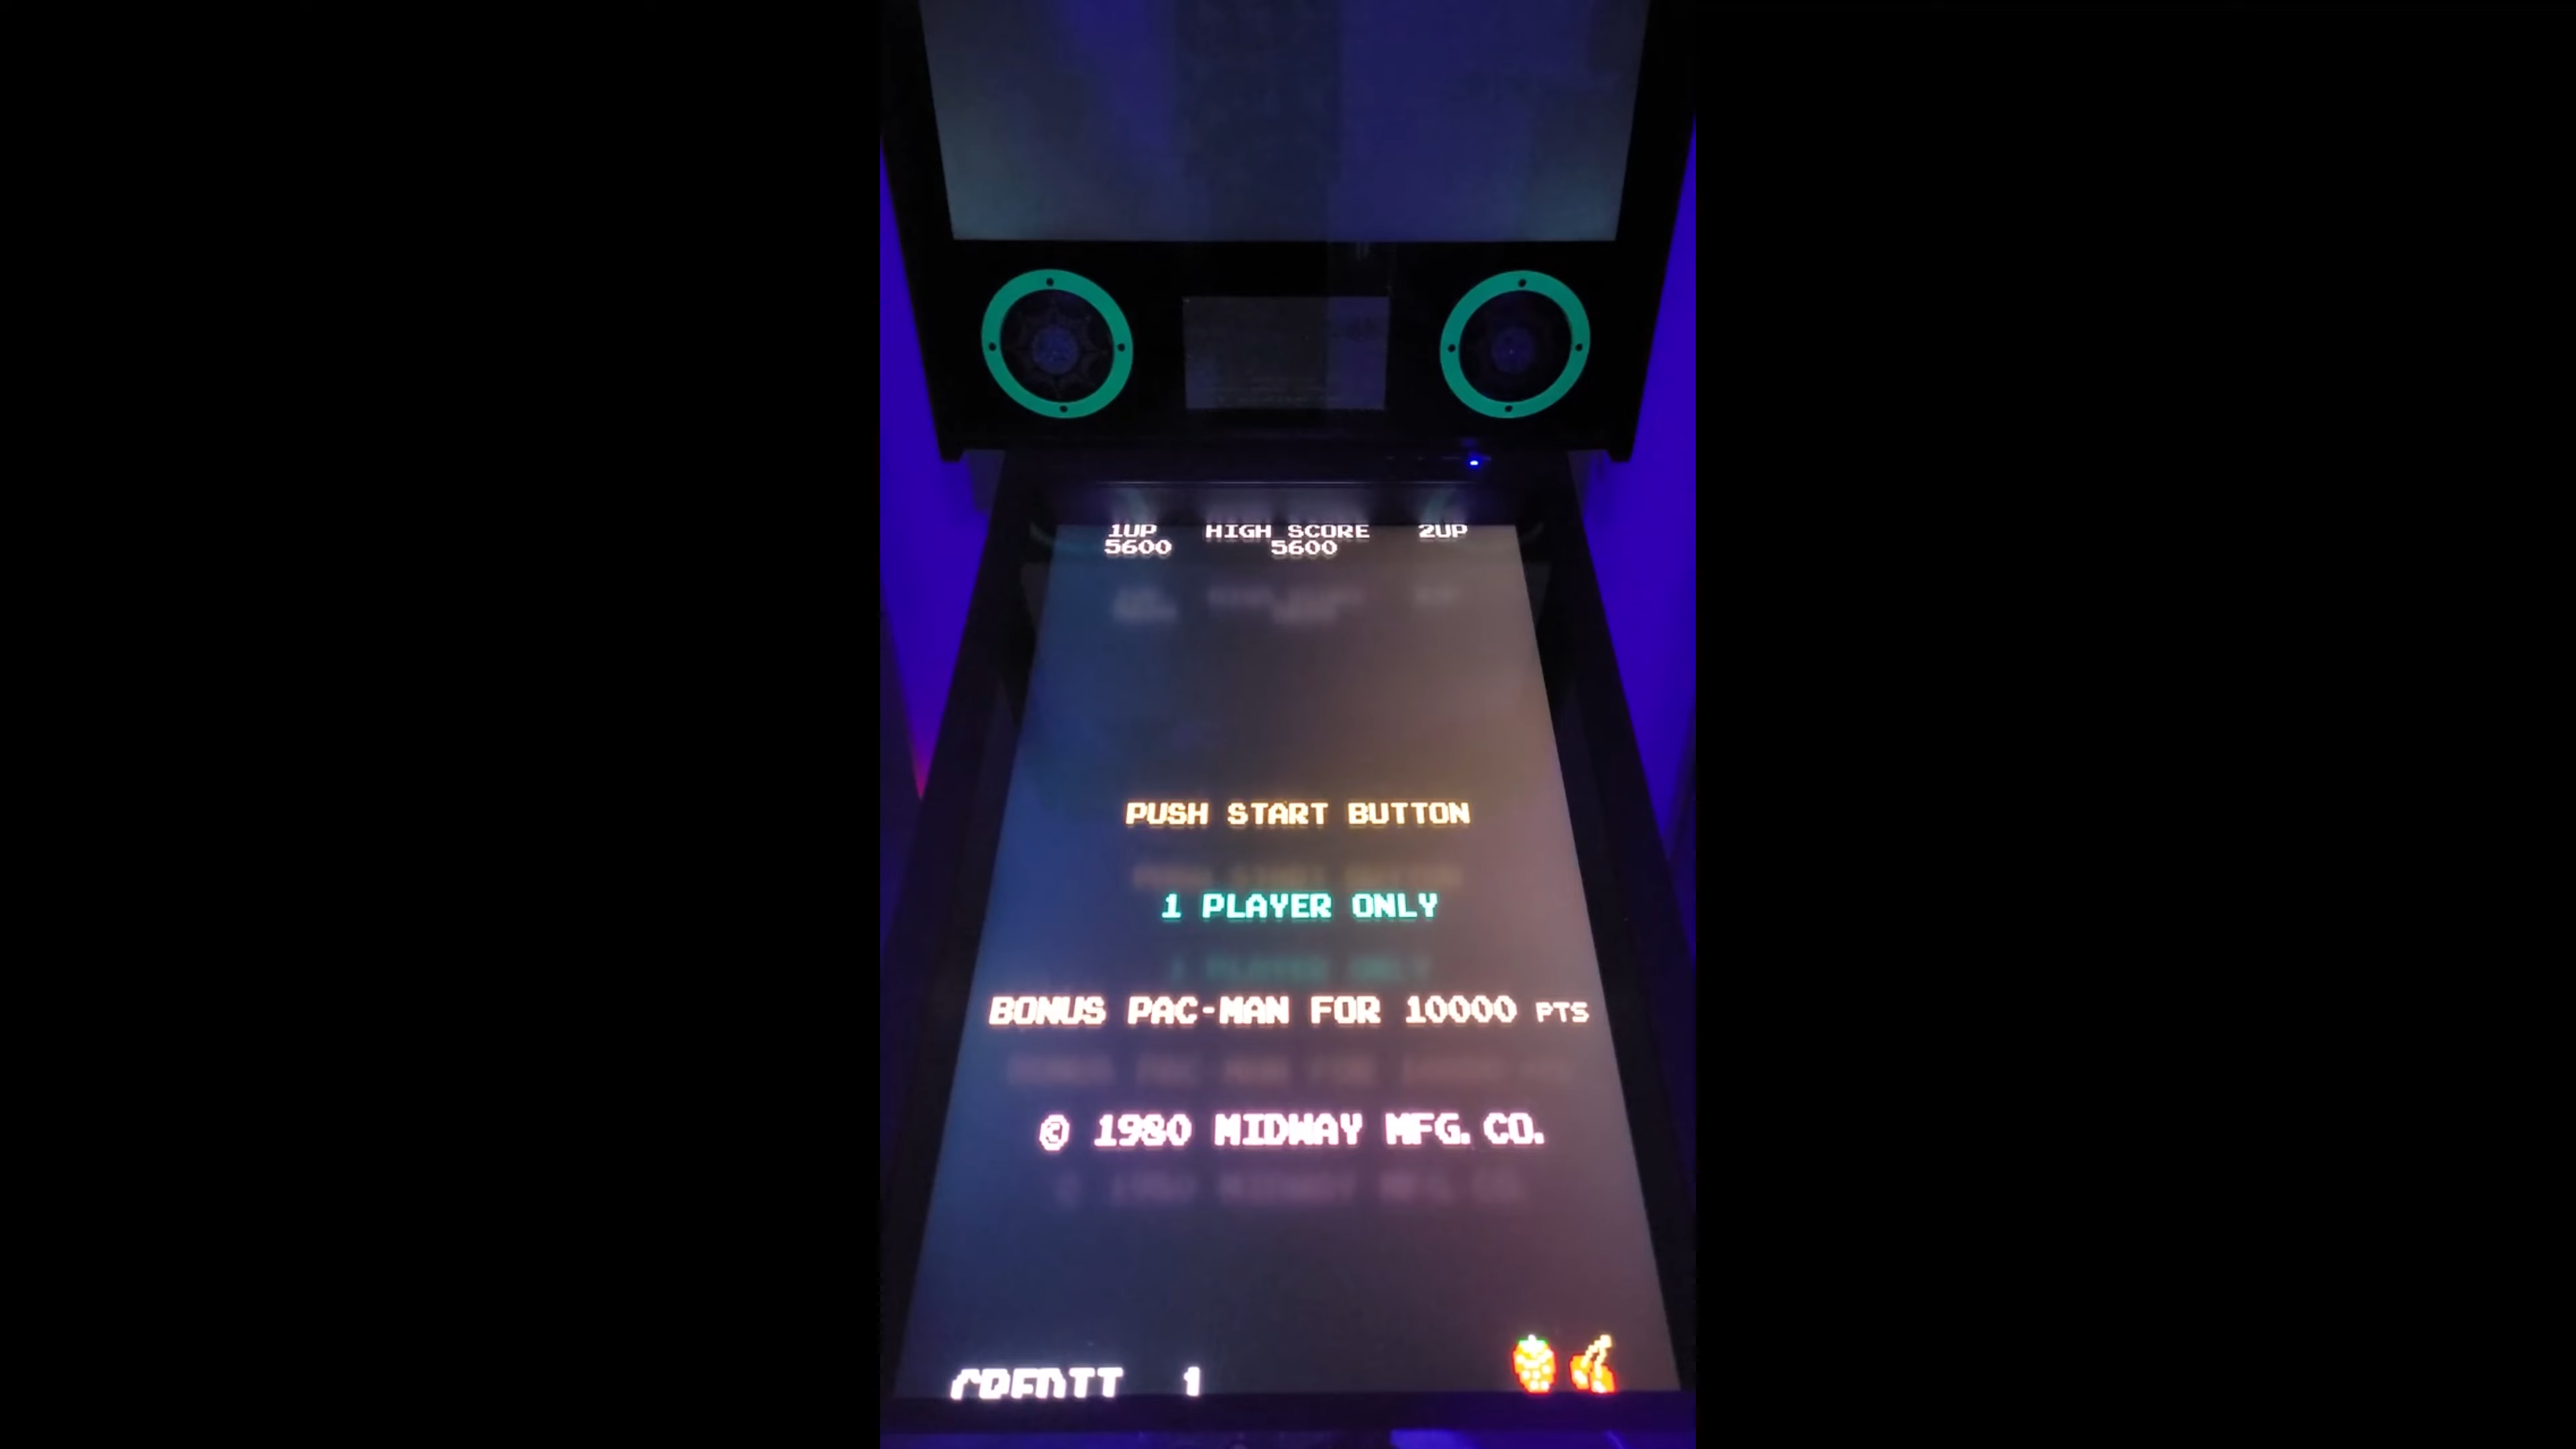 1UP HIGH SCORE 2UP
5600 5600
PUSH START BUTTON
1 PLAYER ONLY
BONUS PAC-MAN FOR 10000 PTS
© 1980 MIDWAY MFG. CO.
CREDIT 1